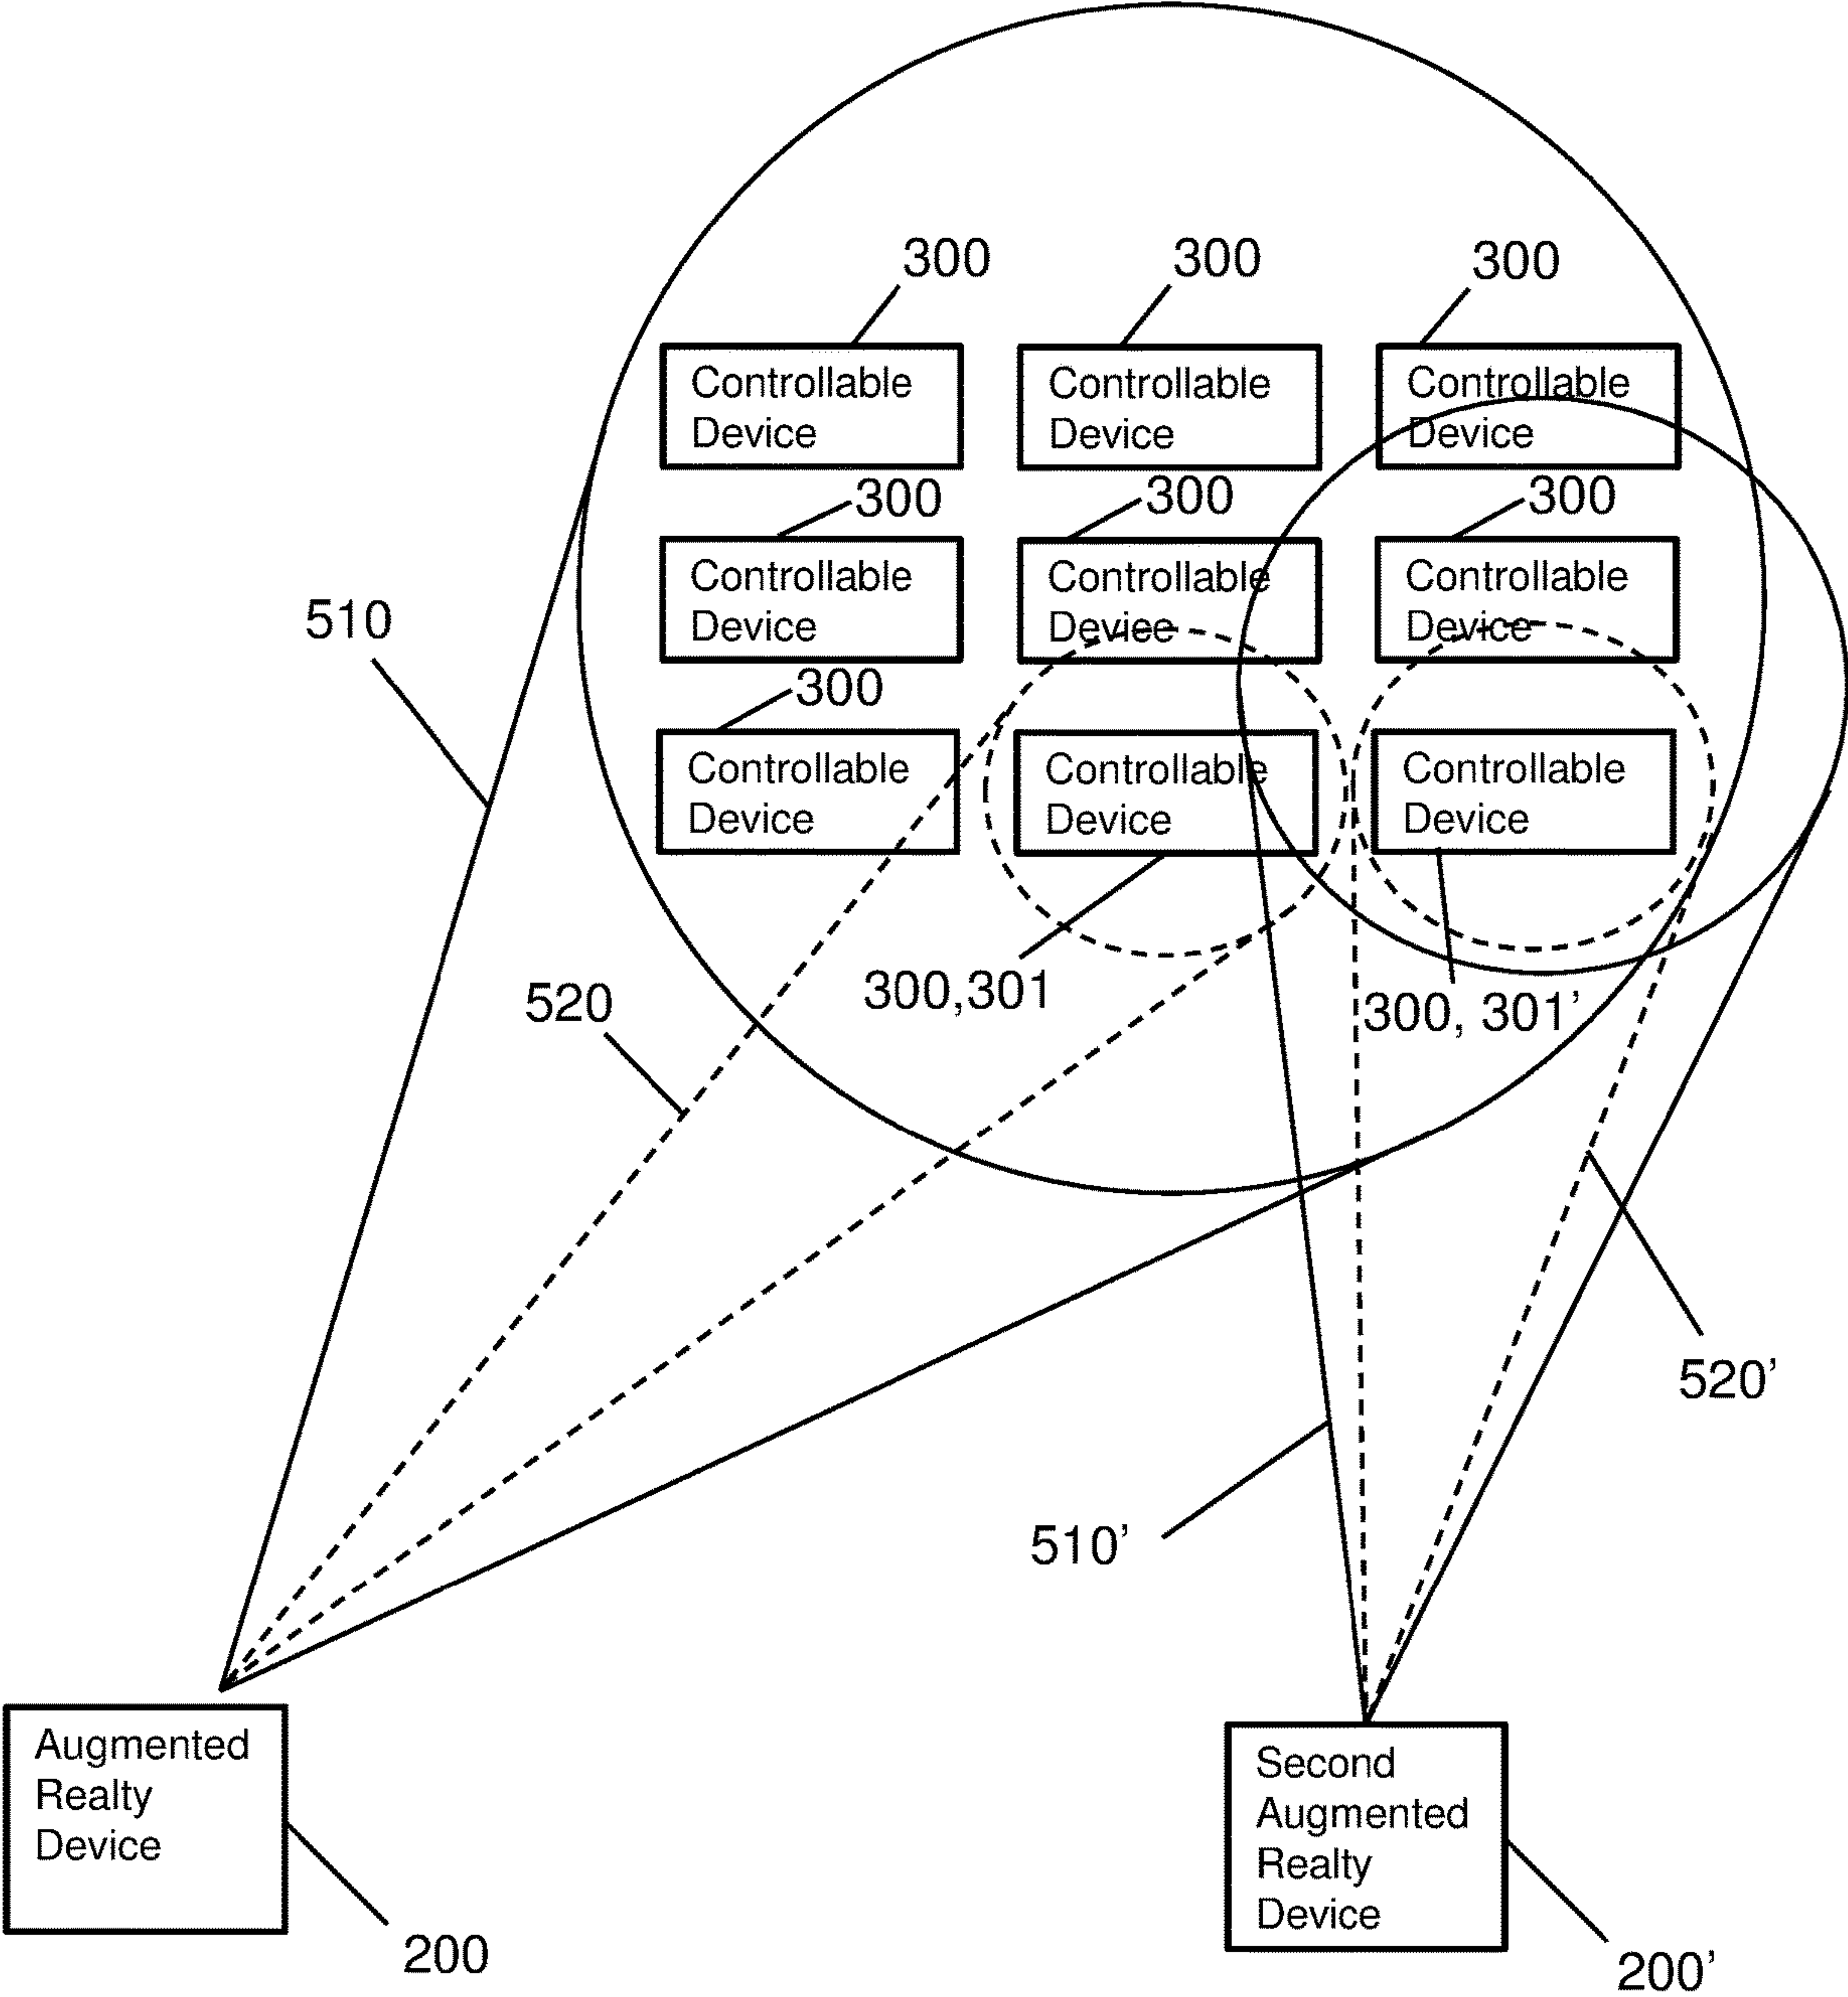 300 300 300
Controllable Device
Controllable Device
Controllable Device
300 300 300
Controllable Device
Controllable Device
Controllable Device
510
300
Controllable Device
Controllable Device
Controllable Device
520
300,301
300, 301’
520’
510’
Augmented
Realty
Device
200
Second
Augmented
Realty
Device
200’